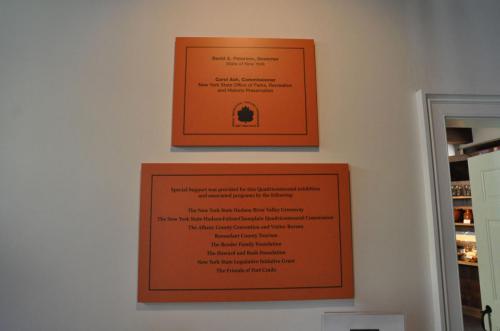 David A. Paterson, Governor
State of New York
Carol Ash, Commissioner
New York State Office of Parks, Recreation
and Historic Preservation
Special Support was provided for this Quadricentennial exhibition
and associated programs by the following:
The New York State Hudson River Valley Greenway
The New York State Hudson-Fulton-Champlain Quadricentennial Commission
The Albany County Convention and Visitor Bureau
Rensselaer County Tourism
The Bender Family Foundation
The Howard and Bush Foundation
New York State Legislative Initiative Grant
The Friends of Fort Crailo